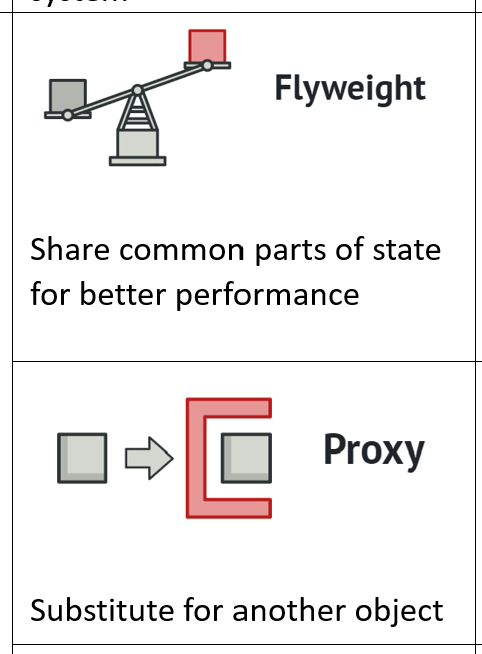 Flyweight
Share common parts of state
for better performance
Proxy
Substitute for another object